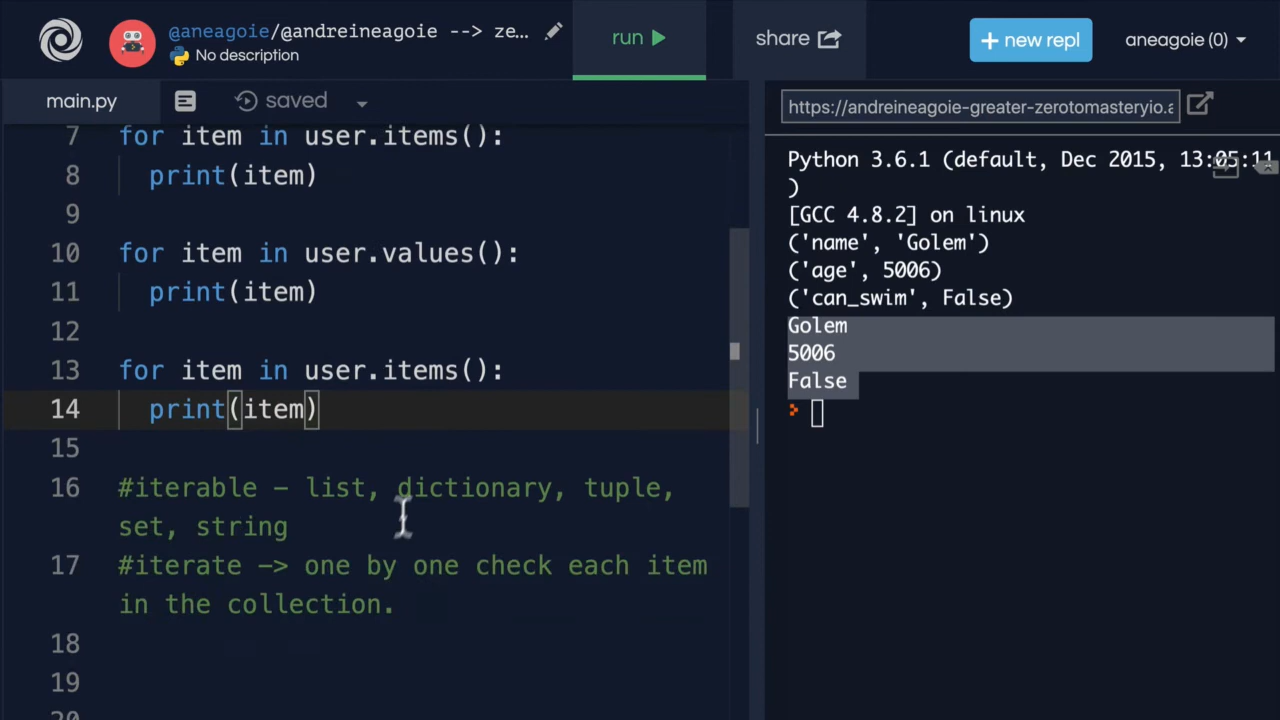 @aneagoie/@andreineagoie --> ze...
No description
run
share
+ new repl
aneagoie (0)
main.py
saved
7 for item in user.items():
8 print(item)
9
10 for item in user.values():
11 print(item)
12
13 for item in user.items():
14 print(item)
15
16 #iterable – list, dictionary, tuple,
set, string
17 #iterate –> one by one check each item
in the collection.
18
19
20
https://andreineagoie-greater-zerotomasteryio.a
Python 3.6.1 (default, Dec 2015, 13:05:11
)
[GCC 4.8.2] on linux
('name', 'Golem')
('age', 5006)
('can_swim', False)
Golem
5006
False
>